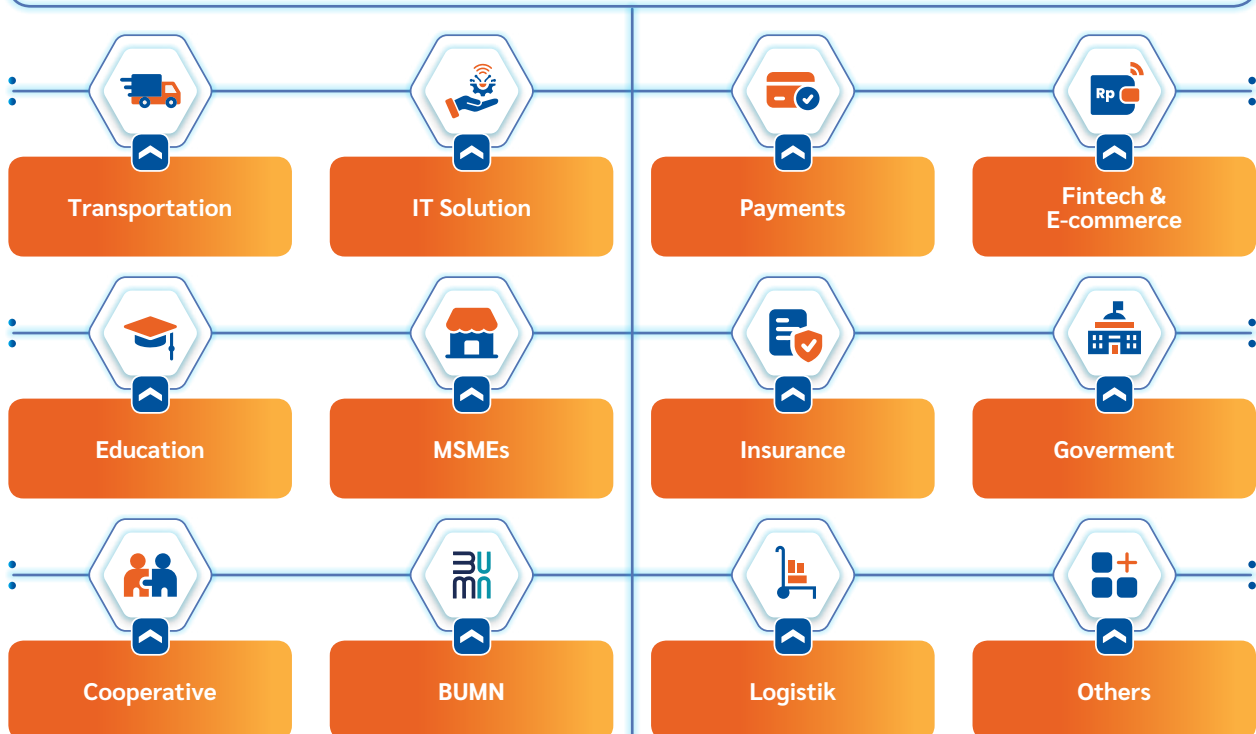 Rp
Transportation
IT Solution
Payments
Fintech &
E-commerce
Education
MSMEs
Insurance
Goverment
BUMN
Cooperative
BUMN
Logistik
Others